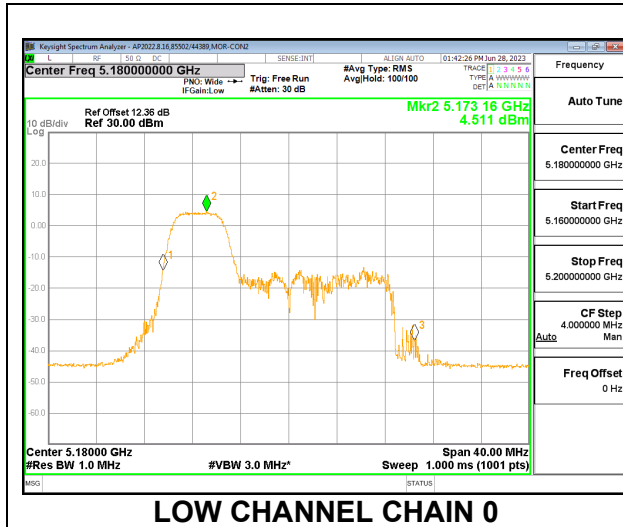 Keysight Spectrum Analyzer - AP2022.8.16,85502/44389,MOR-CON2
L RF 50 Ω DC SENSE:INT ALIGN AUTO 01:42:26 PM Jun 28, 2023
Center Freq 5.180000000 GHz
PNO: Wide
IFGain:Low
Trig: Free Run
#Atten: 30 dB
#Avg Type: RMS
Avg|Hold: 100/100
TRACE 1 2 3 4 5 6
TYPE A WWWWW
DET A N N N N N
Frequency
Mkr2 5.173 16 GHz
4.511 dBm
Ref Offset 12.36 dB
10 dB/div Ref 30.00 dBm
Log
20.0
10.0
0.00
-10.0
-20.0
-30.0
-40.0
-50.0
-60.0
1
2
3
Center 5.18000 GHz Span 40.00 MHz
#Res BW 1.0 MHz #VBW 3.0 MHz* Sweep 1.000 ms (1001 pts)
MSG STATUS
Auto Tune
Center Freq
5.180000000 GHz
Start Freq
5.160000000 GHz
Stop Freq
5.200000000 GHz
CF Step
4.000000 MHz
Auto Man
Freq Offset
0 Hz
LOW CHANNEL CHAIN 0